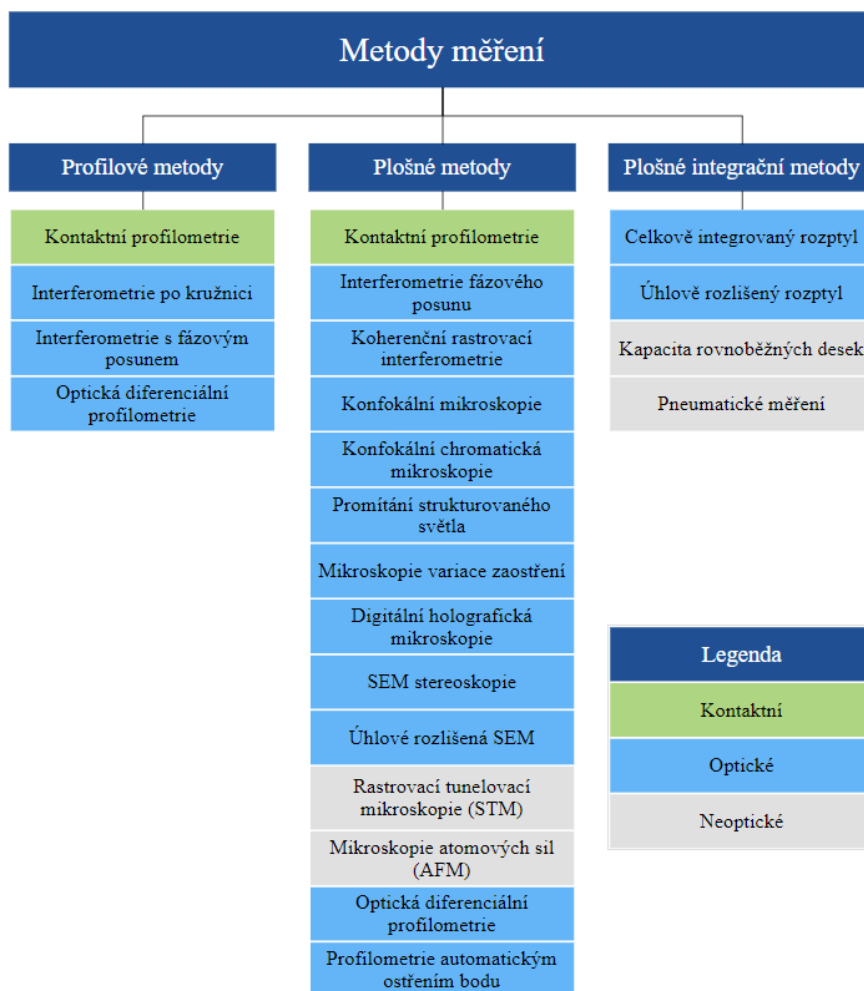 Metody měření
Profilové metody
Kontaktní profilometrie
Interferometrie po kružnici
Interferometrie s fázovým
posunem
Optická diferenciální
profilometrie
Plošné metody
Kontaktní profilometrie
Interferometrie fázového
posunu
Koherenční rastrovací
interferometrie
Konfokální mikroskopie
Konfokální chromatická
mikroskopie
Promítání strukturovaného
světla
Mikroskopie variace zaostření
Digitální holografická
mikroskopie
SEM stereoskopie
Úhlové rozlišená SEM
Rastrovací tunelovací
mikroskopie (STM)
Mikroskopie atomových sil
(AFM)
Optická diferenciální
profilometrie
Profilometrie automatickým
ostřením bodu
Plošné integrační metody
Celkově integrovaný rozptyl
Úhlově rozlišený rozptyl
Kapacita rovnoběžných desek
Pneumatické měření
Legenda
Kontaktní
Optické
Neoptické